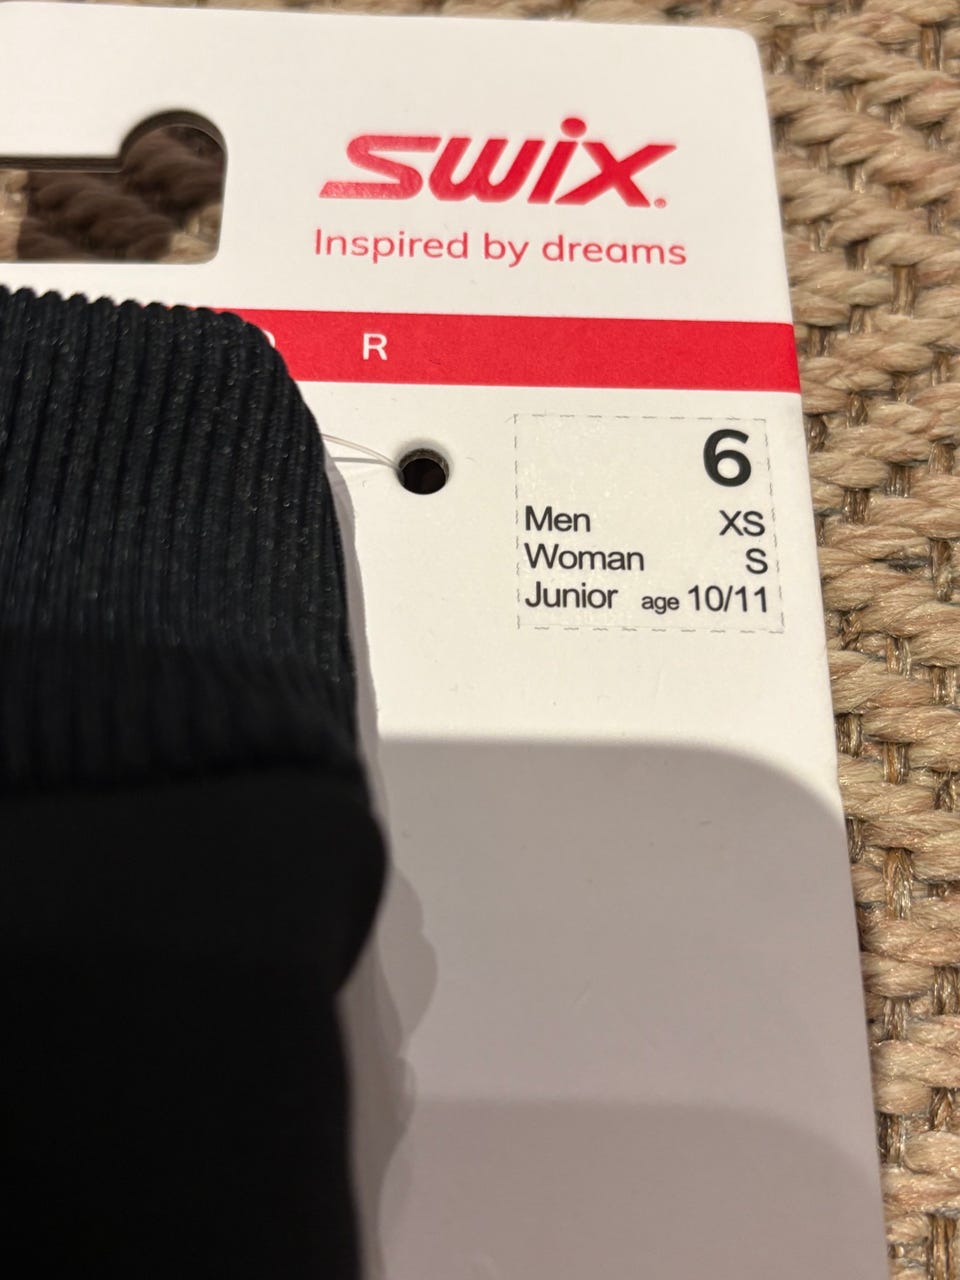 swix
Inspired by dreams
R
6
Men XS
Woman S
Junior age 10/11